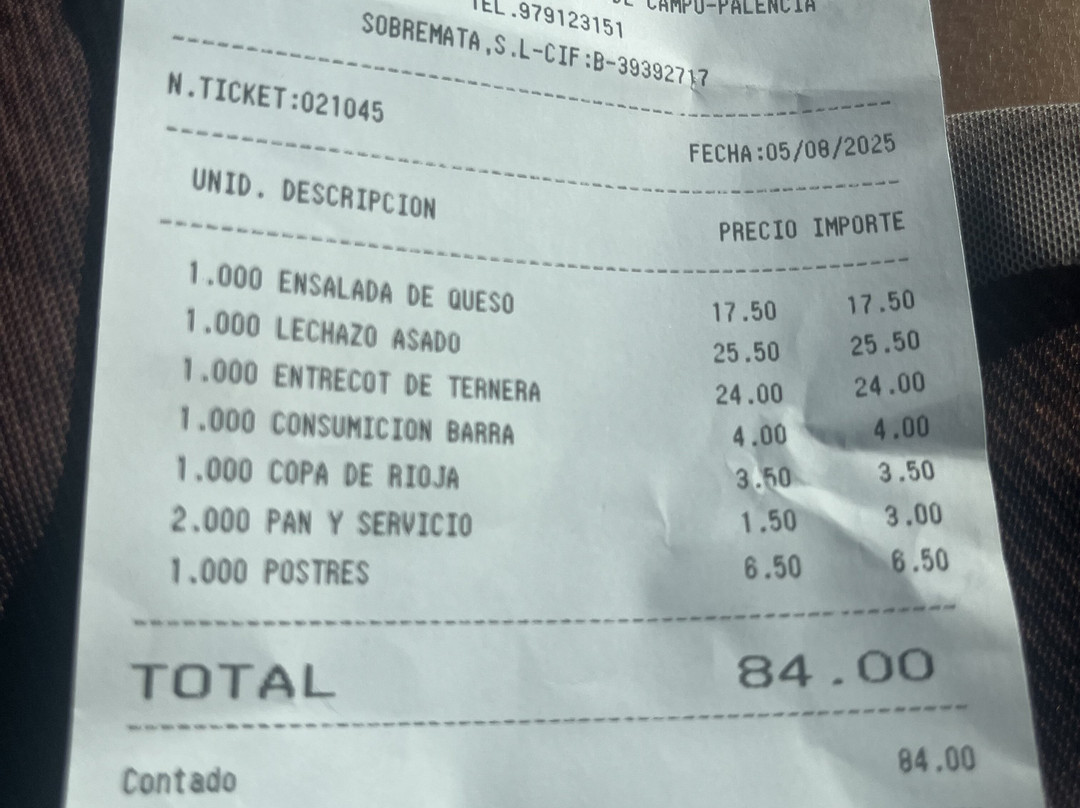 DE CAMPO-PALENCIA
TEL.979123151
SOBREMATA,S.L-CIF:B-39392717
N.TICKET:021045
FECHA:05/08/2025
UNID. DESCRIPCION PRECIO IMPORTE
1.000 ENSALADA DE QUESO 17.50 17.50
1.000 LECHAZO ASADO 25.50 25.50
1.000 ENTRECOT DE TERNERA 24.00 24.00
1.000 CONSUMICION BARRA 4.00 4.00
1.000 COPA DE RIOJA 3.50 3.50
2.000 PAN Y SERVICIO 1.50 3.00
1.000 POSTRES 6.50 6.50
TOTAL 84.00
Contado 84.00